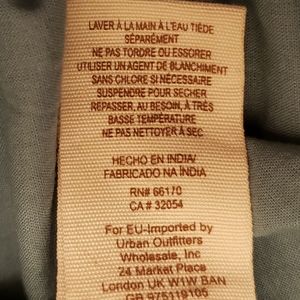 LAVER À LA MAIN À L'EAU TIÈDE
SÉPARÉMENT
NE PAS TORDRE OU ESSORER
UTILISER UN AGENT DE BLANCHIMENT
SANS CHLORE SI NÉCESSAIRE
SUSPENDRE POUR SECHER
REPASSER, AU BESOIN, À TRÈS
BASSE TEMPÉRATURE
NE PAS NETTOYER À SEC
HECHO EN INDIA/
FABRICADO NA ÍNDIA
RN# 66170
CA # 32054
For EU-Imported by
Urban Outfitters
Wholesale, Inc
24 Market Place
London UK W1W 8AN
GB 975119105